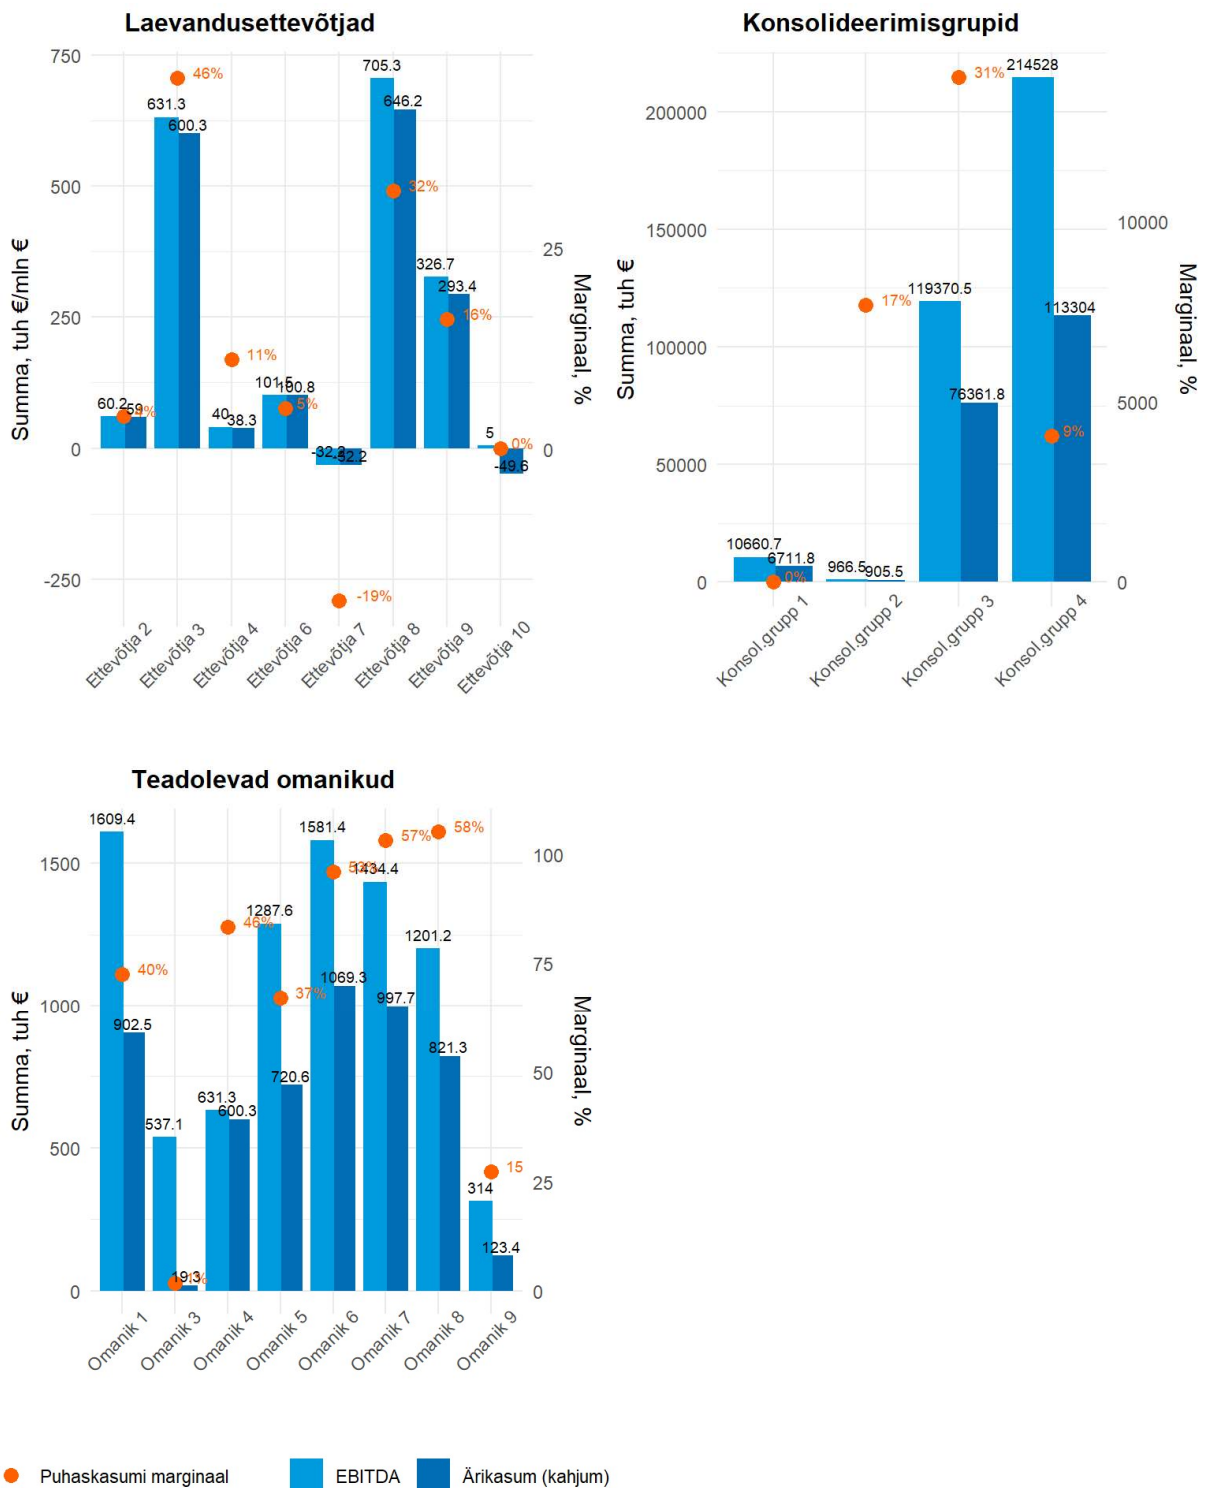 Laevandusettevõtjad
Summa, tuh €/mln €
750
500
250
0
-250
60.2
59
4%
631.3
600.3
46%
40
38.3
11%
101.5
100.8
5%
-32.2
-52.2
-19%
705.3
646.2
32%
326.7
293.4
16%
5
-49.6
0%
25
0
Marginaal, %
Ettevõtja 2
Ettevõtja 3
Ettevõtja 4
Ettevõtja 6
Ettevõtja 7
Ettevõtja 8
Ettevõtja 9
Ettevõtja 10
Konsolideerimisgrupid
Summa, tuh €
200000
150000
100000
50000
0
10660.7
6711.8
0%
966.5
905.5
17%
119370.5
76361.8
31%
214528
113304
9%
10000
5000
0
Marginaal, %
Konsol.grupp 1
Konsol.grupp 2
Konsol.grupp 3
Konsol.grupp 4
Teadolevad omanikud
Summa, tuh €
1500
1000
500
0
1609.4
902.5
40%
537.1
19.3
1%
631.3
600.3
46%
1287.6
720.6
37%
1581.4
1069.3
53%
1434.4
997.7
57%
1201.2
821.3
58%
314
123.4
15
100
75
50
25
0
Marginaal, %
Omanik 1
Omanik 3
Omanik 4
Omanik 5
Omanik 6
Omanik 7
Omanik 8
Omanik 9
Puhaskasumi marginaal
EBITDA
Ärikasum (kahjum)